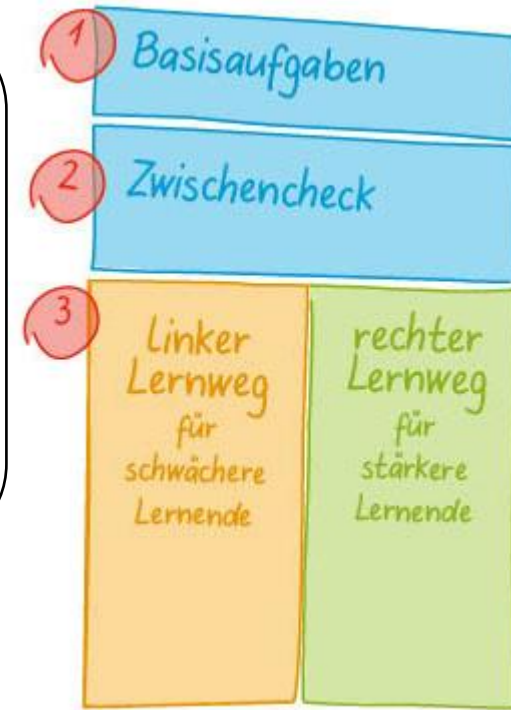 1 Basisaufgaben
2 Zwischencheck
3
linker
Lernweg
für
schwächere
Lernende
rechter
Lernweg
für
stärkere
Lernende